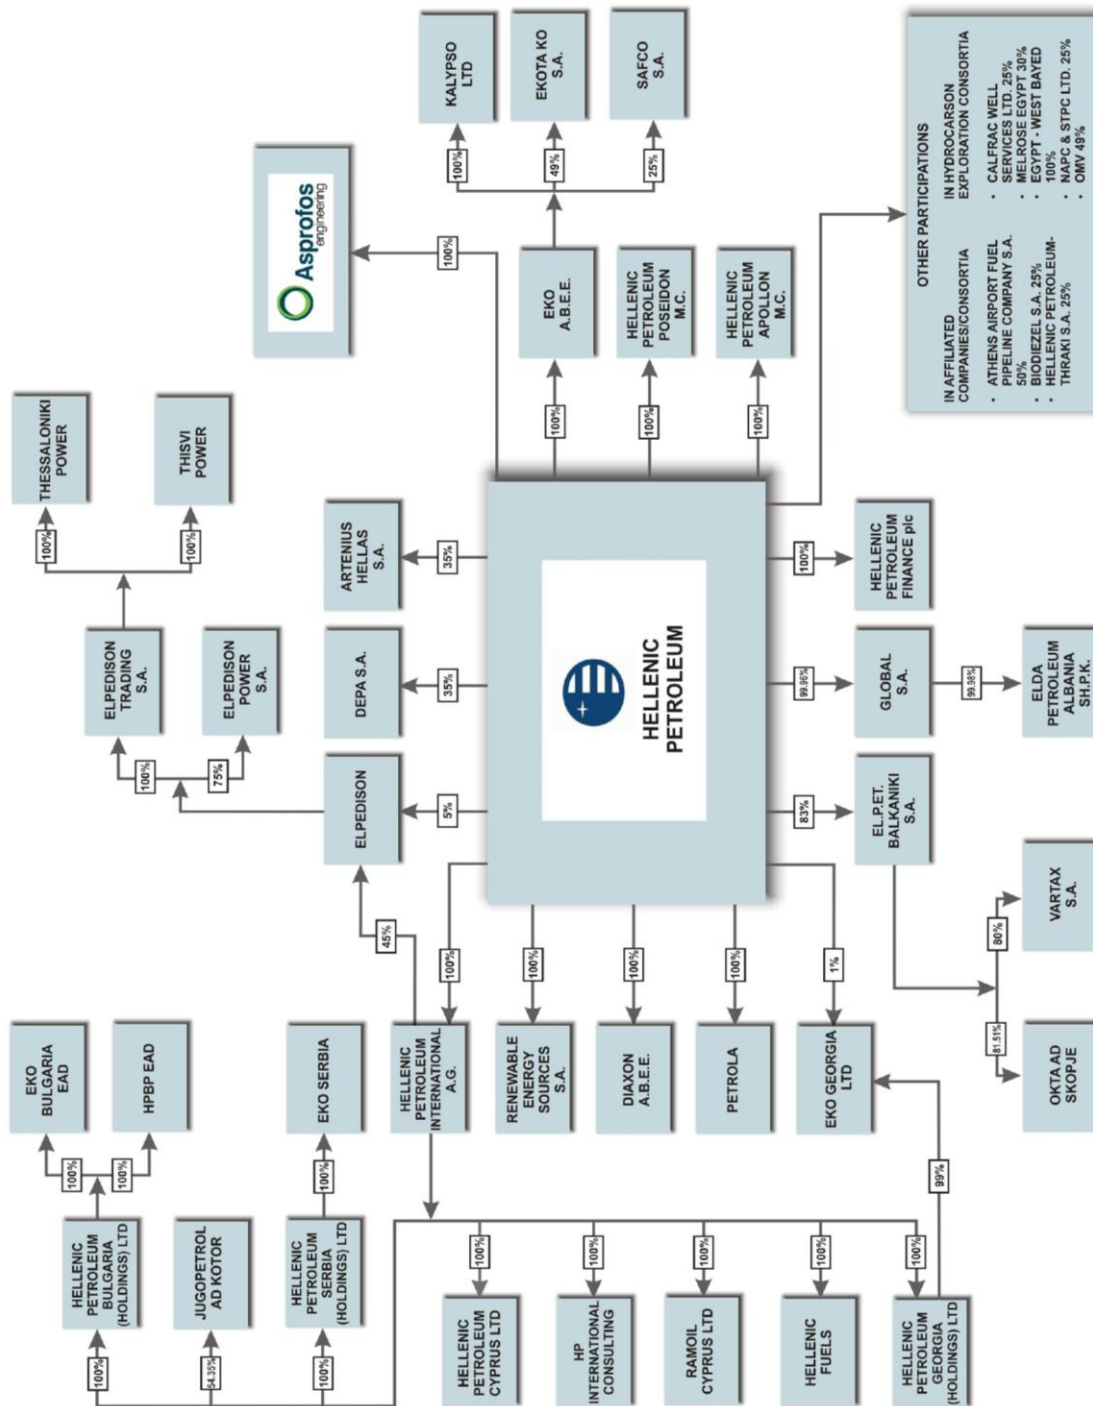 KALYPSO
LTD
EKOTA KO
S.A.
SAFCO
S.A.
100%
49%
25%
Asprofos
engineering
100%
EKO
A.B.E.E.
HELLENIC
PETROLEUM
POSEIDON
M.C.
HELLENIC
PETROLEUM
APOLLON
M.C.
100%
100%
100%
OTHER PARTICIPATIONS
IN AFFILIATED
COMPANIES/CONSORTIA
• ATHENS AIRPORT FUEL
PIPELINE COMPANY S.A.
50%
• BIODIEZEL S.A. 25%
• HELLENIC PETROLEUM-
THRAKI S.A. 25%
IN HYDROCARSON
EXPLORATION CONSORTIA
• CALFRAC WELL
SERVICES LTD. 25%
• MELROSE EGYPT 30%
• EGYPT - WEST BAYED
100%
• NAPC & STPC LTD. 25%
• OMV 49%
THESSALONIKI
POWER
THISVI
POWER
100%
100%
ELPEDISON
TRADING
S.A.
ELPEDISON
POWER
S.A.
100%
75%
ELPEDISON
DEPA S.A.
ARTENIUS
HELLAS
S.A.
5%
35%
35%
45%
HELLENIC
PETROLEUM
83%
99.96%
100%
EL.P.ET.
BALKANIKI
S.A.
GLOBAL
S.A.
HELLENIC
PETROLEUM
FINANCE plc
99.98%
ELDA
PETROLEUM
ALBANIA
SH.P.K.
81.51%
80%
OKTA AD
SKOPJE
VARTAX
S.A.
100%
100%
100%
100%
1%
HELLENIC
PETROLEUM
INTERNATIONAL
A.G.
RENEWABLE
ENERGY
SOURCES
S.A.
DIAXON
A.B.E.E.
PETROLA
EKO GEORGIA
LTD
99%
EKO
BULGARIA
EAD
HPBP EAD
EKO SERBIA
100%
100%
100%
HELLENIC
PETROLEUM
BULGARIA
(HOLDINGS) LTD
JUGOPETROL
AD KOTOR
HELLENIC
PETROLEUM
SERBIA
(HOLDINGS) LTD
100%
54.35%
100%
100%
100%
100%
100%
100%
HELLENIC
PETROLEUM
CYPRUS LTD
HP
INTERNATIONAL
CONSULTING
RAMOIL
CYPRUS LTD
HELLENIC
FUELS
HELLENIC
PETROLEUM
GEORGIA
(HOLDINGS) LTD